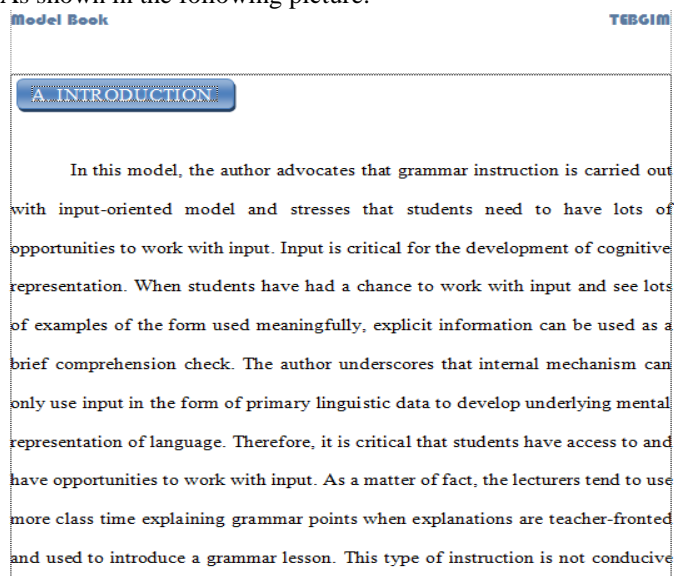 As shown in the following picture.
Model Book TEBGIM
A. INTRODUCTION
In this model, the author advocates that grammar instruction is carried out
with input-oriented model and stresses that students need to have lots of
opportunities to work with input. Input is critical for the development of cognitive
representation. When students have had a chance to work with input and see lots
of examples of the form used meaningfully, explicit information can be used as a
brief comprehension check. The author underscores that internal mechanism can
only use input in the form of primary linguistic data to develop underlying mental
representation of language. Therefore, it is critical that students have access to and
have opportunities to work with input. As a matter of fact, the lecturers tend to use
more class time explaining grammar points when explanations are teacher-fronted
and used to introduce a grammar lesson. This type of instruction is not conducive